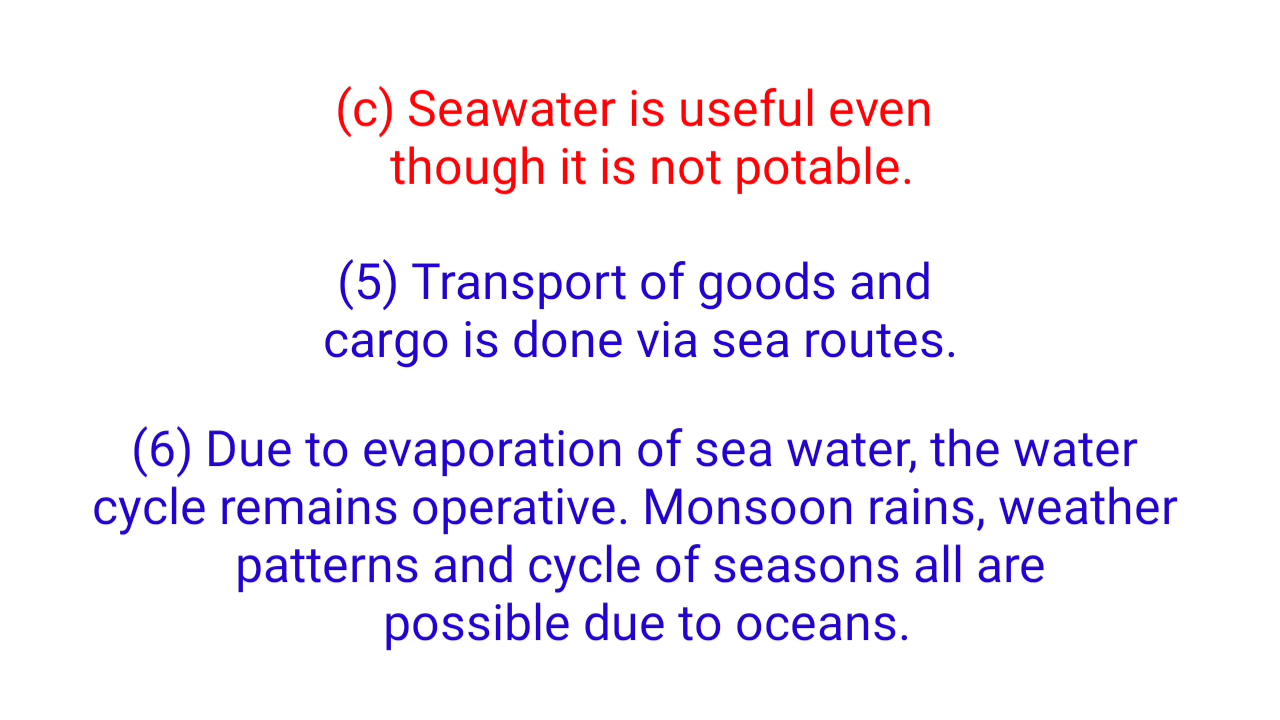 (c) Seawater is useful even
though it is not potable.
(5) Transport of goods and
cargo is done via sea routes.
(6) Due to evaporation of sea water, the water
cycle remains operative. Monsoon rains, weather
patterns and cycle of seasons all are
possible due to oceans.